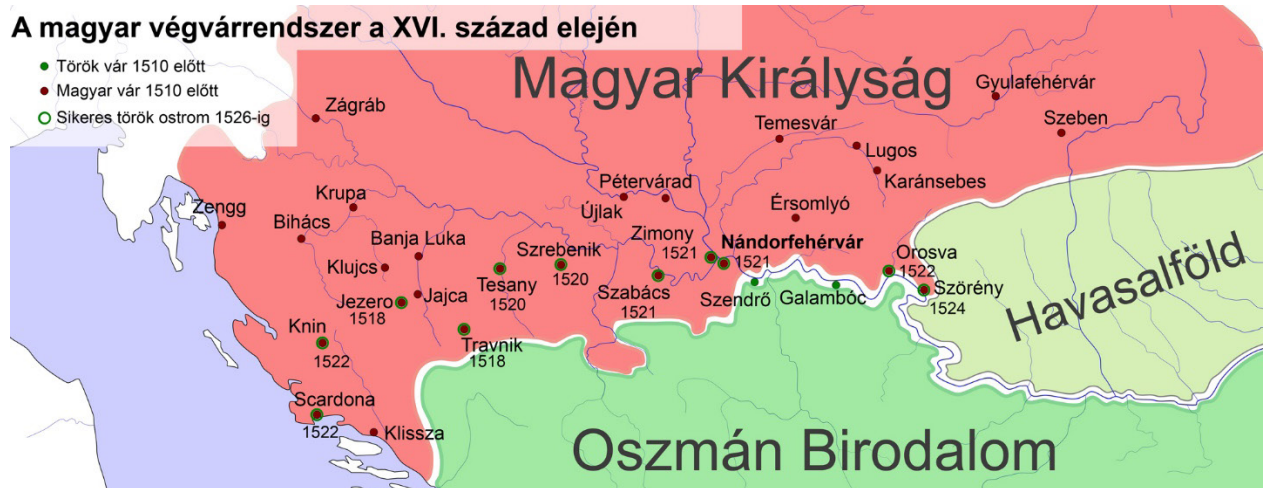 A magyar végvárrendszer a XVI. század elején
Török vár 1510 előtt
Magyar vár 1510 előtt
Sikeres török ostrom 1526-ig
Magyar Királyság
Gyulafehérvár
Zágráb
Temesvár
Szeben
Lugos
Karánsebes
Krupa
Pétervárad
Zengg
Újlak
Érsomlyó
Bihács
Banja Luka
Szrebenik
1520
Zimony
1521
Nándorfehérvár
1521
Orosva
1522
Klujcs
Tesany
1520
Szabács
1521
Szendrő
Galambóc
Szörény
1524
Havasalföld
Jezero
1518
Jajca
Knin
1522
Travnik
1518
Scardona
1522
Klissza
Oszmán Birodalom